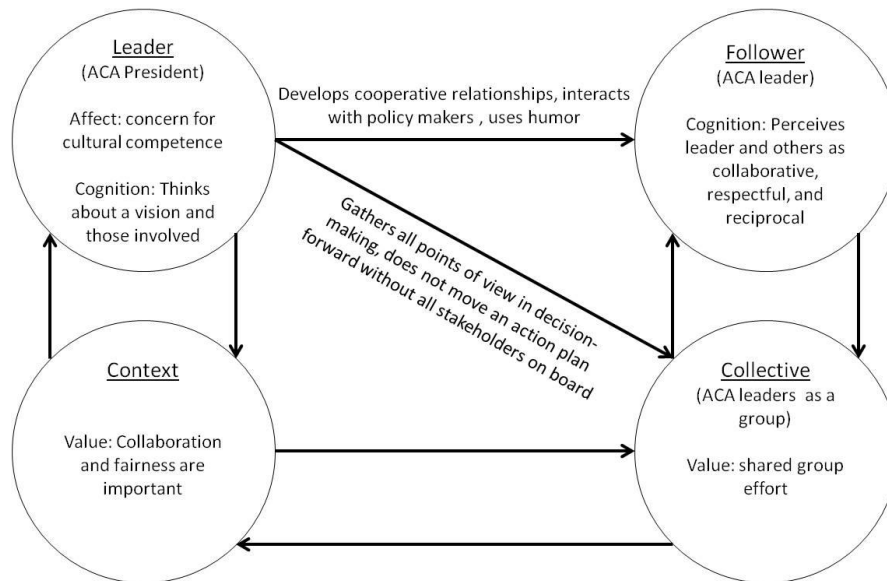 Leader
(ACA President)
Affect: concern for
cultural competence
Cognition: Thinks
about a vision and
those involved
Develops cooperative relationships, interacts
with policy makers , uses humor
Follower
(ACA leader)
Cognition: Perceives
leader and others as
collaborative,
respectful, and
reciprocal
Gathers all points of view in decision-
making, does not move an action plan
forward without all stakeholders on board
Context
Value: Collaboration
and fairness are
important
Collective
(ACA leaders as a
group)
Value: shared group
effort